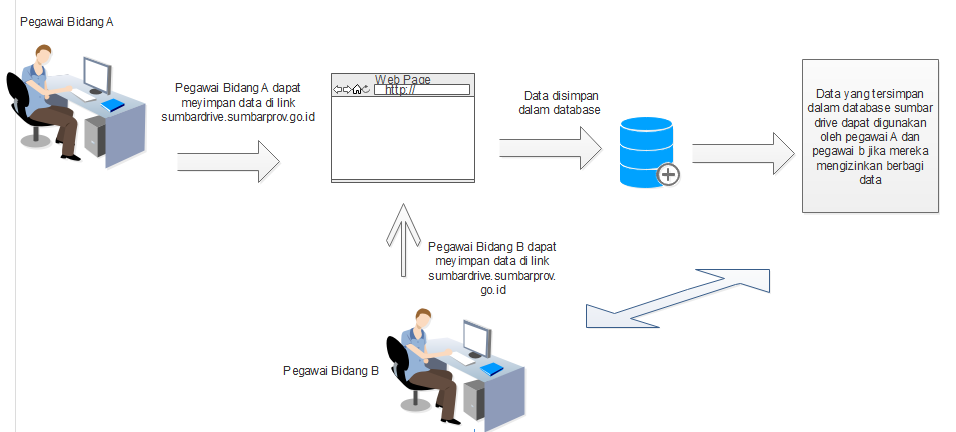 Pegawai Bidang A
Pegawai Bidang A dapat
meyimpan data di link
sumbardrive.sumbarprov.go.id
Web Page
http://
Data disimpan
dalam database
Data yang tersimpan
dalam database sumbar
drive dapat digunakan
oleh pegawai A dan
pegawai b jika mereka
mengizinkan berbagi
data
Pegawai Bidang B dapat
meyimpan data di link
sumbardrive.sumbarprov.
go.id
Pegawai Bidang B